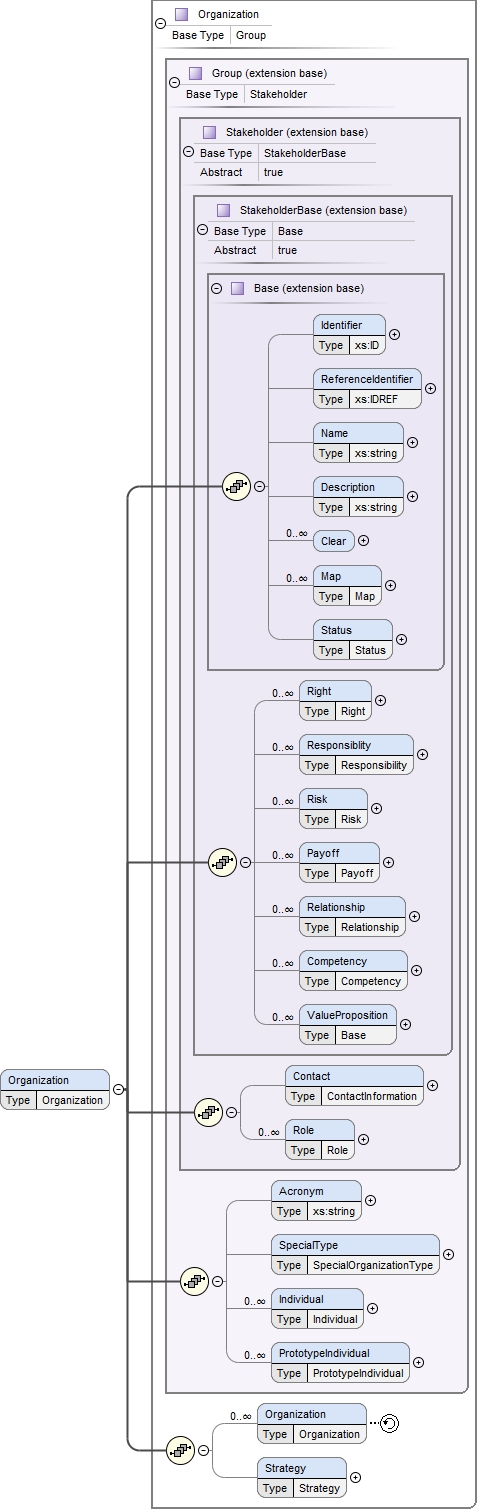 Organization
Base Type Group
Group (extension base)
Base Type Stakeholder
Stakeholder (extension base)
Base Type StakeholderBase
Abstract true
StakeholderBase (extension base)
Base Type Base
Abstract true
Base (extension base)
Identifier
Type xs:ID
ReferenceIdentifier
Type xs:IDREF
Name
Type xs:string
Description
Type xs:string
0..∞ Clear
0..∞ Map
Type Map
Status
Type Status
0..∞ Right
Type Right
0..∞ Responsiblity
Type Responsibility
0..∞ Risk
Type Risk
0..∞ Payoff
Type Payoff
0..∞ Relationship
Type Relationship
0..∞ Competency
Type Competency
0..∞ ValueProposition
Type Base
Organization
Type Organization
Contact
Type ContactInformation
0..∞ Role
Type Role
Acronym
Type xs:string
SpecialType
Type SpecialOrganizationType
0..∞ Individual
Type Individual
0..∞ PrototypeIndividual
Type PrototypeIndividual
0..∞ Organization
Type Organization
Strategy
Type Strategy